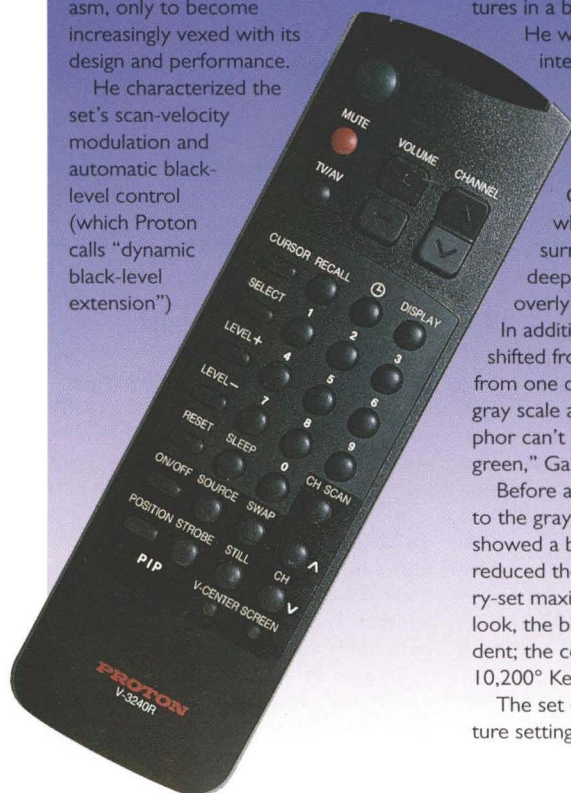 asm, only to become
increasingly vexed with its
design and performance.
He characterized the
set's scan-velocity
modulation and
automatic black-
level control
(which Proton
calls “dynamic
black-level
extension”)
MUTE
VOLUME
CHANNEL
TV/AV
CURSOR RECALL
DISPLAY
SELECT
1 2 3
LEVEL+
4 5 6
LEVEL–
7 8 9
RESET SLEEP
0 CH SCAN
ON/OFF SOURCE SWAP
POSITION STROBE STILL CH
PIP
V-CENTER SCREEN
PROTON
V-3240R
tures in a b
He w
inte
wi
surr
deep
overly
In additi
shifted fro
from one c
gray scale a
phor can't
green,” Ga
Before a
to the gray
showed a b
reduced the
ry-set maxi
look, the b
dent; the co
10,200° Ke
The set
ture setting